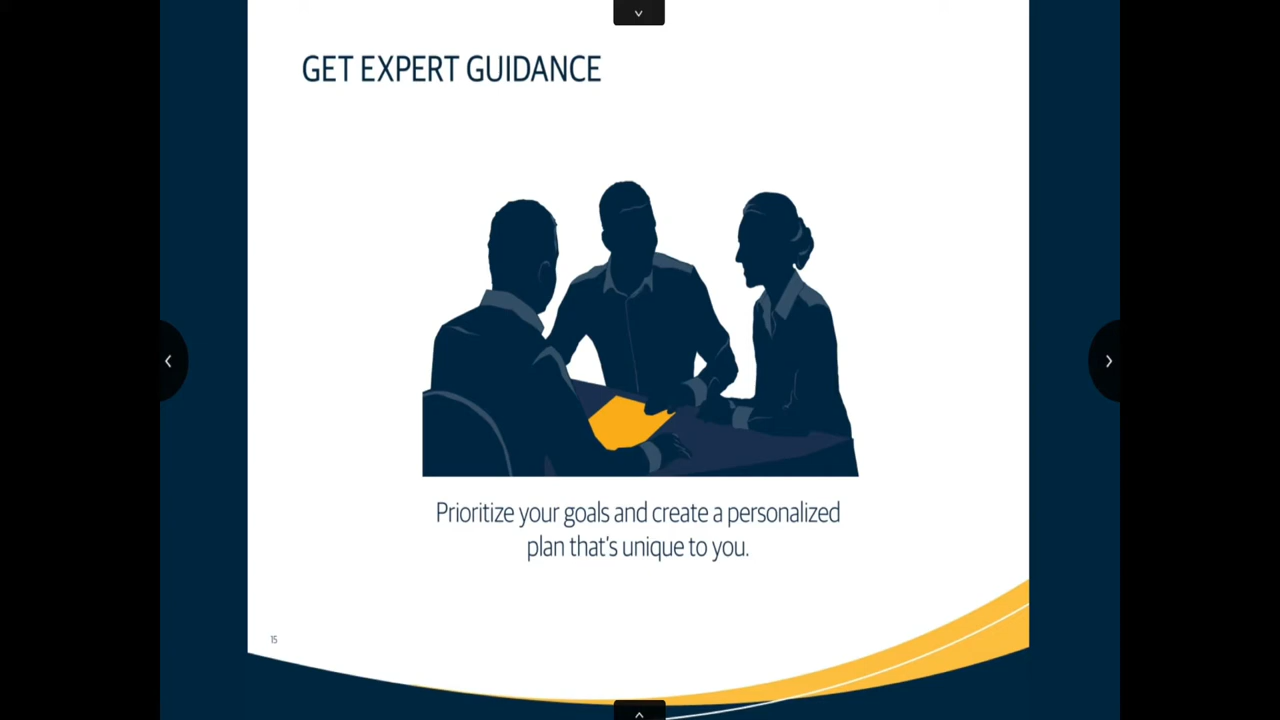 GET EXPERT GUIDANCE
Prioritize your goals and create a personalized
plan that's unique to you.
15